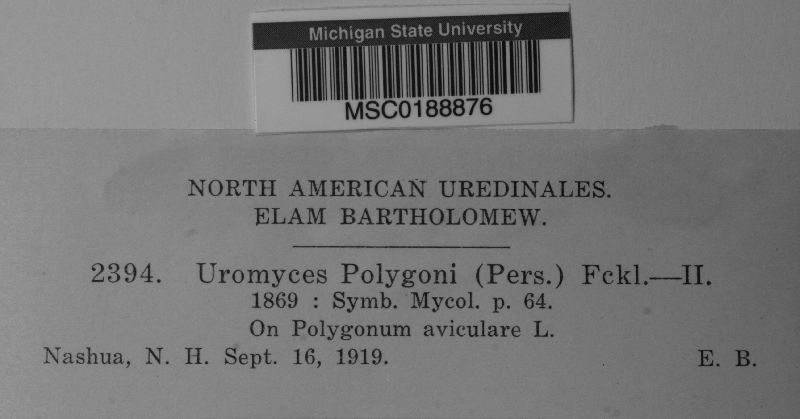 Michigan State University
MSC0188876
NORTH AMERICAN UREDINALES.
ELAM BARTHOLOMEW.
2394. Uromyces Polygoni (Pers.) Fckl.—II.
1869 : Symb. Mycol. p. 64.
On Polygonum aviculare L.
Nashua, N. H. Sept. 16, 1919. E. B.